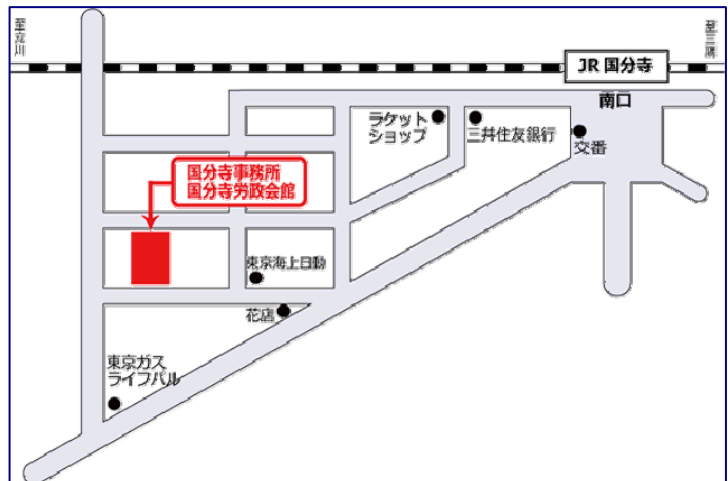 至立川
至三鷹
JR 国分寺
南口
ラケット
ショップ
三井住友銀行
交番
国分寺事務所
国分寺労政会館
東京海上日動
花店
東京ガス
ライフバル